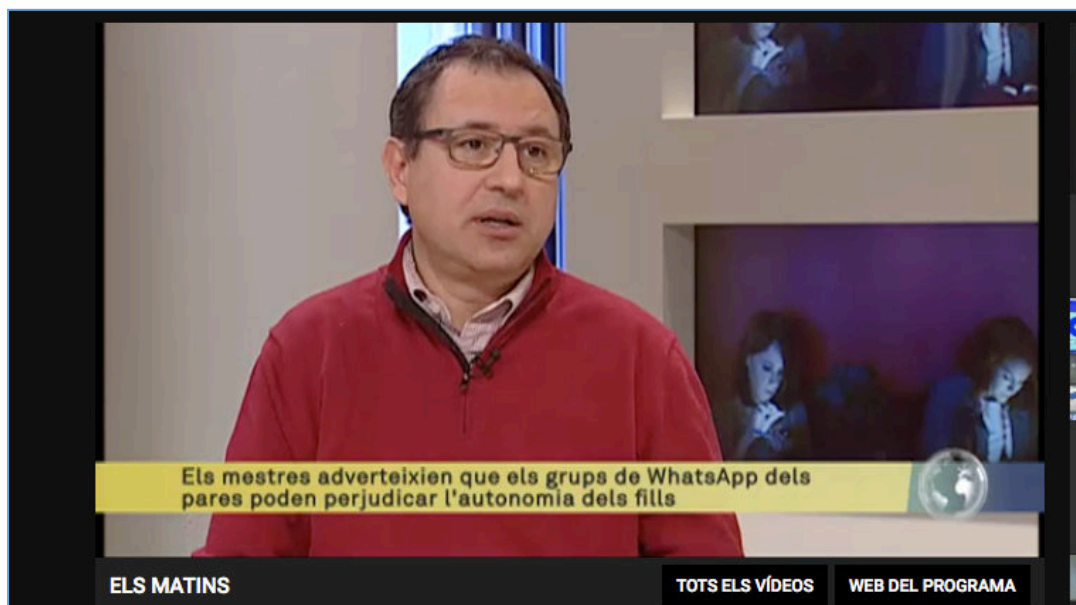 Els mestres adverteixien que els grups de WhatsApp dels
pares poden perjudicar l'autonomia dels fills
ELS MATINS
TOTS ELS VÍDEOS
WEB DEL PROGRAMA